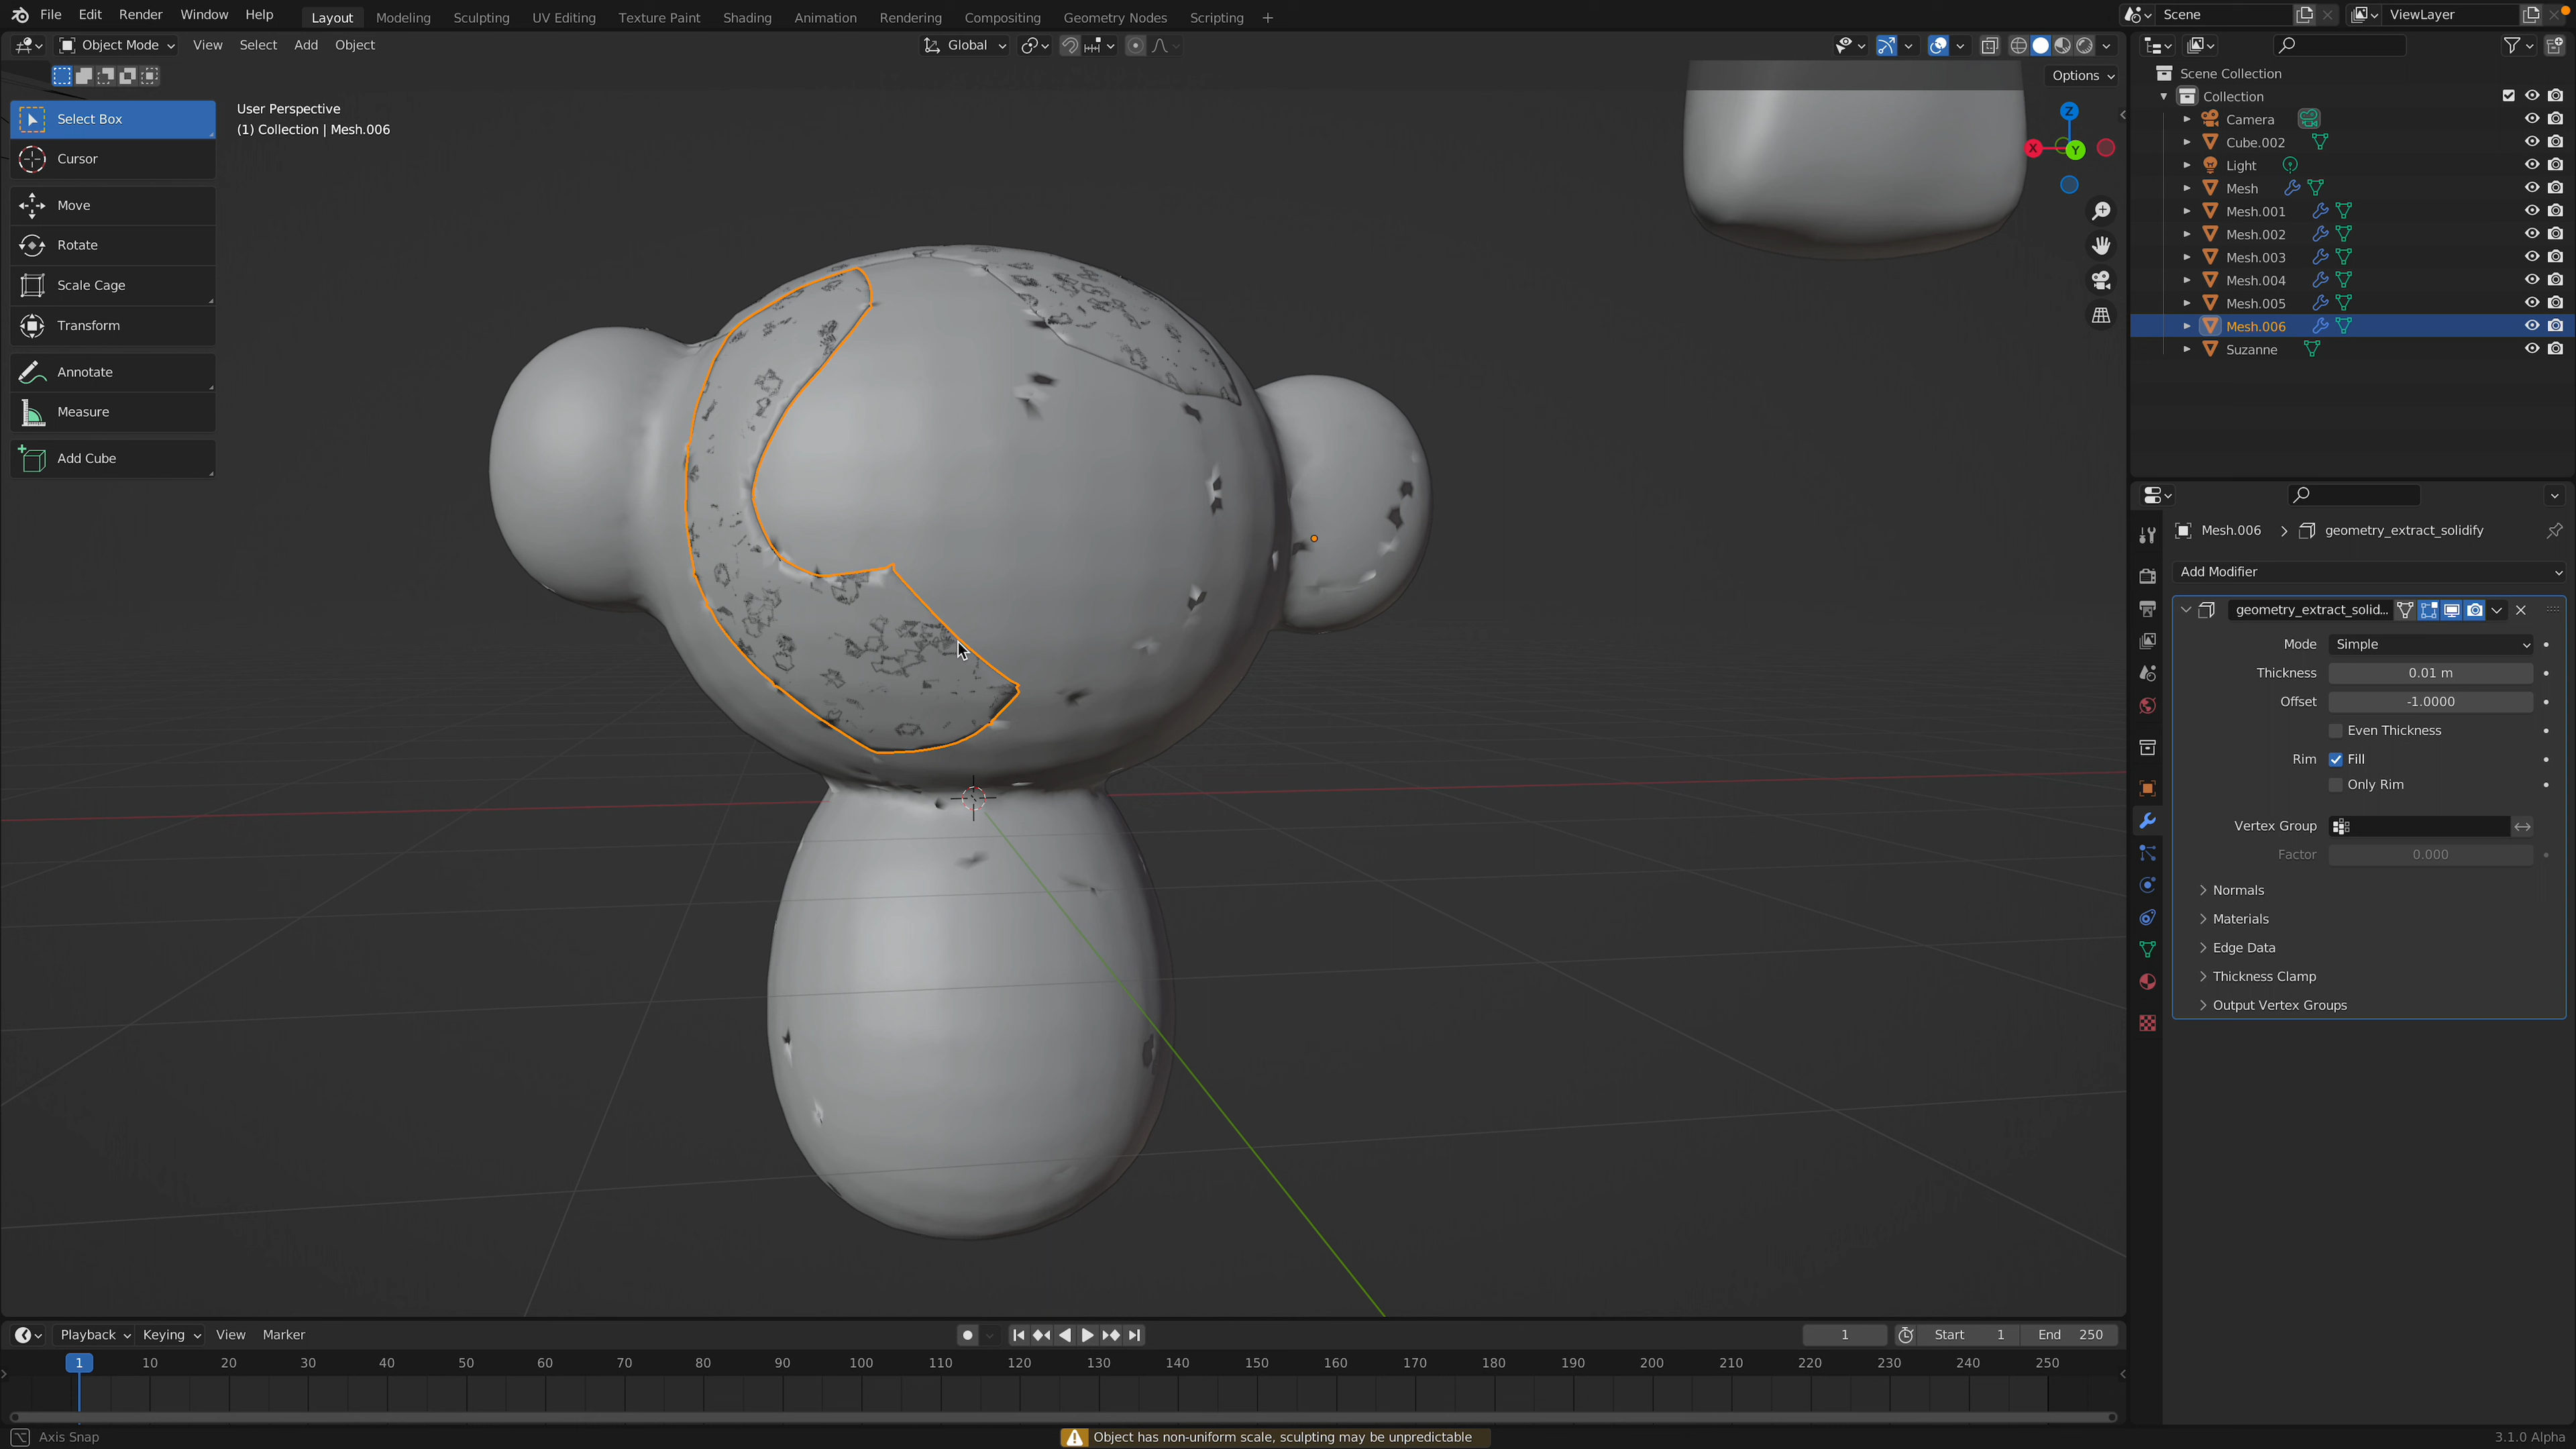 File Edit Render Window Help Layout Modeling Sculpting UV Editing Texture Paint Shading Animation Rendering Compositing Geometry Nodes Scripting + Scene ViewLayer
Object Mode View Select Add Object Global
Options
Select Box
Cursor
Move
Rotate
Scale Cage
Transform
Annotate
Measure
Add Cube
User Perspective
(1) Collection | Mesh.006
Z
X
Y
Scene Collection
Collection
Camera
Cube.002
Light
Mesh
Mesh.001
Mesh.002
Mesh.003
Mesh.004
Mesh.005
Mesh.006
Suzanne
Mesh.006 > geometry_extract_solidify
Add Modifier
geometry_extract_solid...
Mode Simple
Thickness 0.01 m
Offset -1.0000
Even Thickness
Rim Fill
Only Rim
Vertex Group
Factor 0.000
Normals
Materials
Edge Data
Thickness Clamp
Output Vertex Groups
Playback Keying View Marker 1 Start 1 End 250
1 10 20 30 40 50 60 70 80 90 100 110 120 130 140 150 160 170 180 190 200 210 220 230 240 250
Axis Snap Object has non-uniform scale, sculpting may be unpredictable 3.1.0 Alpha